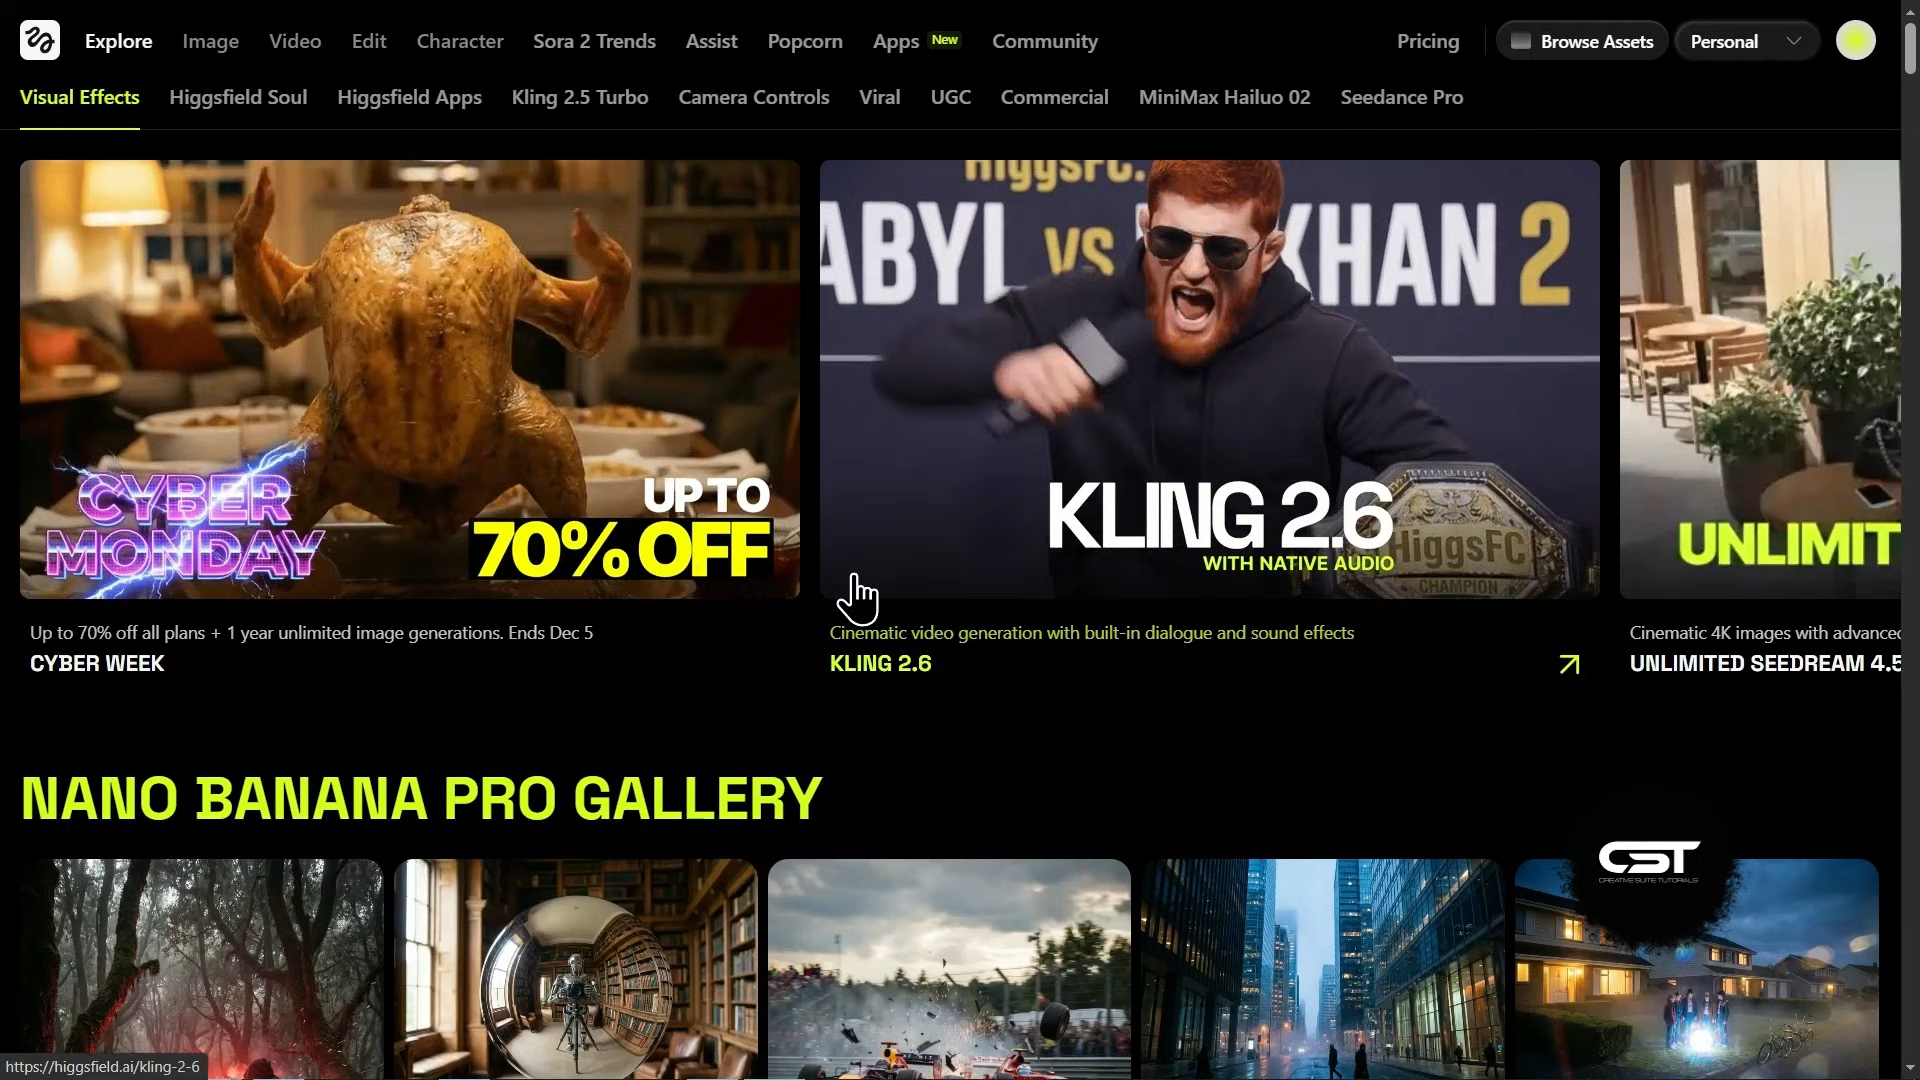 Explore
Image
Video
Edit
Character
Sora 2 Trends
Assist
Popcorn
Apps New
Community
Pricing
Browse Assets
Personal
Visual Effects
Higgsfield Soul
Higgsfield Apps
Kling 2.5 Turbo
Camera Controls
Viral
UGC
Commercial
MiniMax Hailuo 02
Seedance Pro
CYBER
MONDAY
UP TO
70% OFF
HiggsFC.
ABYL VS KHAN 2
KLING 2.6
WITH NATIVE AUDIO
HiggsFC
CHAMPION
UNLIMIT
Up to 70% off all plans + 1 year unlimited image generations. Ends Dec 5
CYBER WEEK
Cinematic video generation with built-in dialogue and sound effects
KLING 2.6
Cinematic 4K images with advanced
UNLIMITED SEEDREAM 4.5
NANO BANANA PRO GALLERY
CST
CREATIVE SUITE TUTORIALS
https://higgsfield.ai/kling-2-6